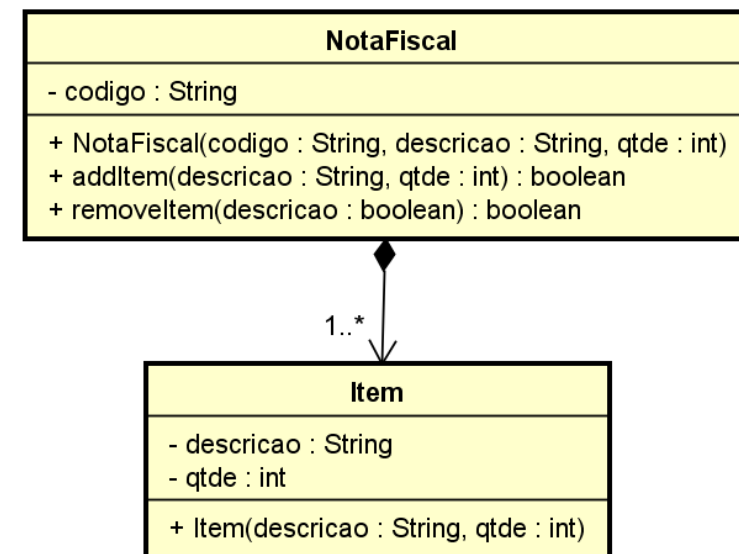 NotaFiscal
- codigo : String
+ NotaFiscal(codigo : String, descricao : String, qtde : int)
+ addItem(descricao : String, qtde : int) : boolean
+ removeItem(descricao : boolean) : boolean
1..*
Item
- descricao : String
- qtde : int
+ Item(descricao : String, qtde : int)